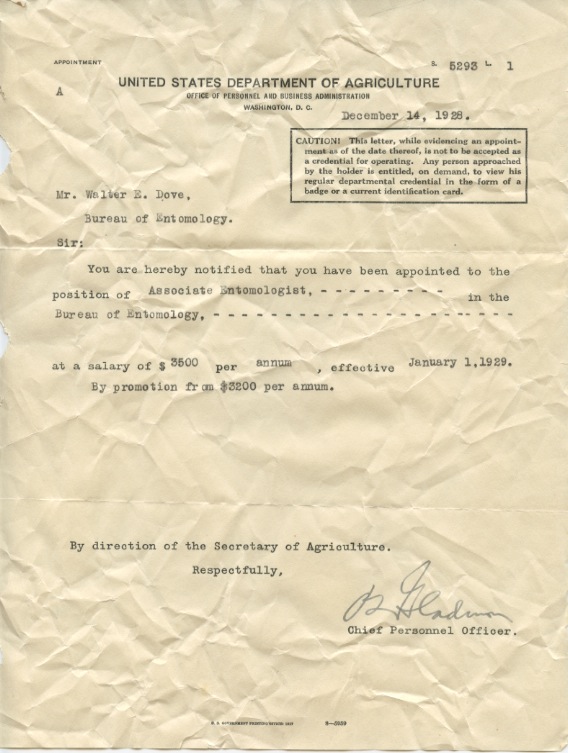 APPOINTMENT
S. 5293 L. 1
A
UNITED STATES DEPARTMENT OF AGRICULTURE
OFFICE OF PERSONNEL AND BUSINESS ADMINISTRATION
WASHINGTON, D. C.
December 14, 1928.
CAUTION! This letter, while evidencing an appoint-
ment as of the date thereof, is not to be accepted as
a credential for operating. Any person approached
by the holder is entitled, on demand, to view his
regular departmental credential in the form of a
badge or a current identification card.
Mr. Walter E. Dove,
Bureau of Entomology.
Sir:
You are hereby notified that you have been appointed to the
position of Associate Entomologist, - - - - - - - - - in the
Bureau of Entomology, - - - - - - - - - - - - - - - - - - - - -
at a salary of $ 3500 per annum , effective January 1,1929.
By promotion from $3200 per annum.
By direction of the Secretary of Agriculture.
Respectfully,
Chief Personnel Officer.
U. S. GOVERNMENT PRINTING OFFICE
8—5959